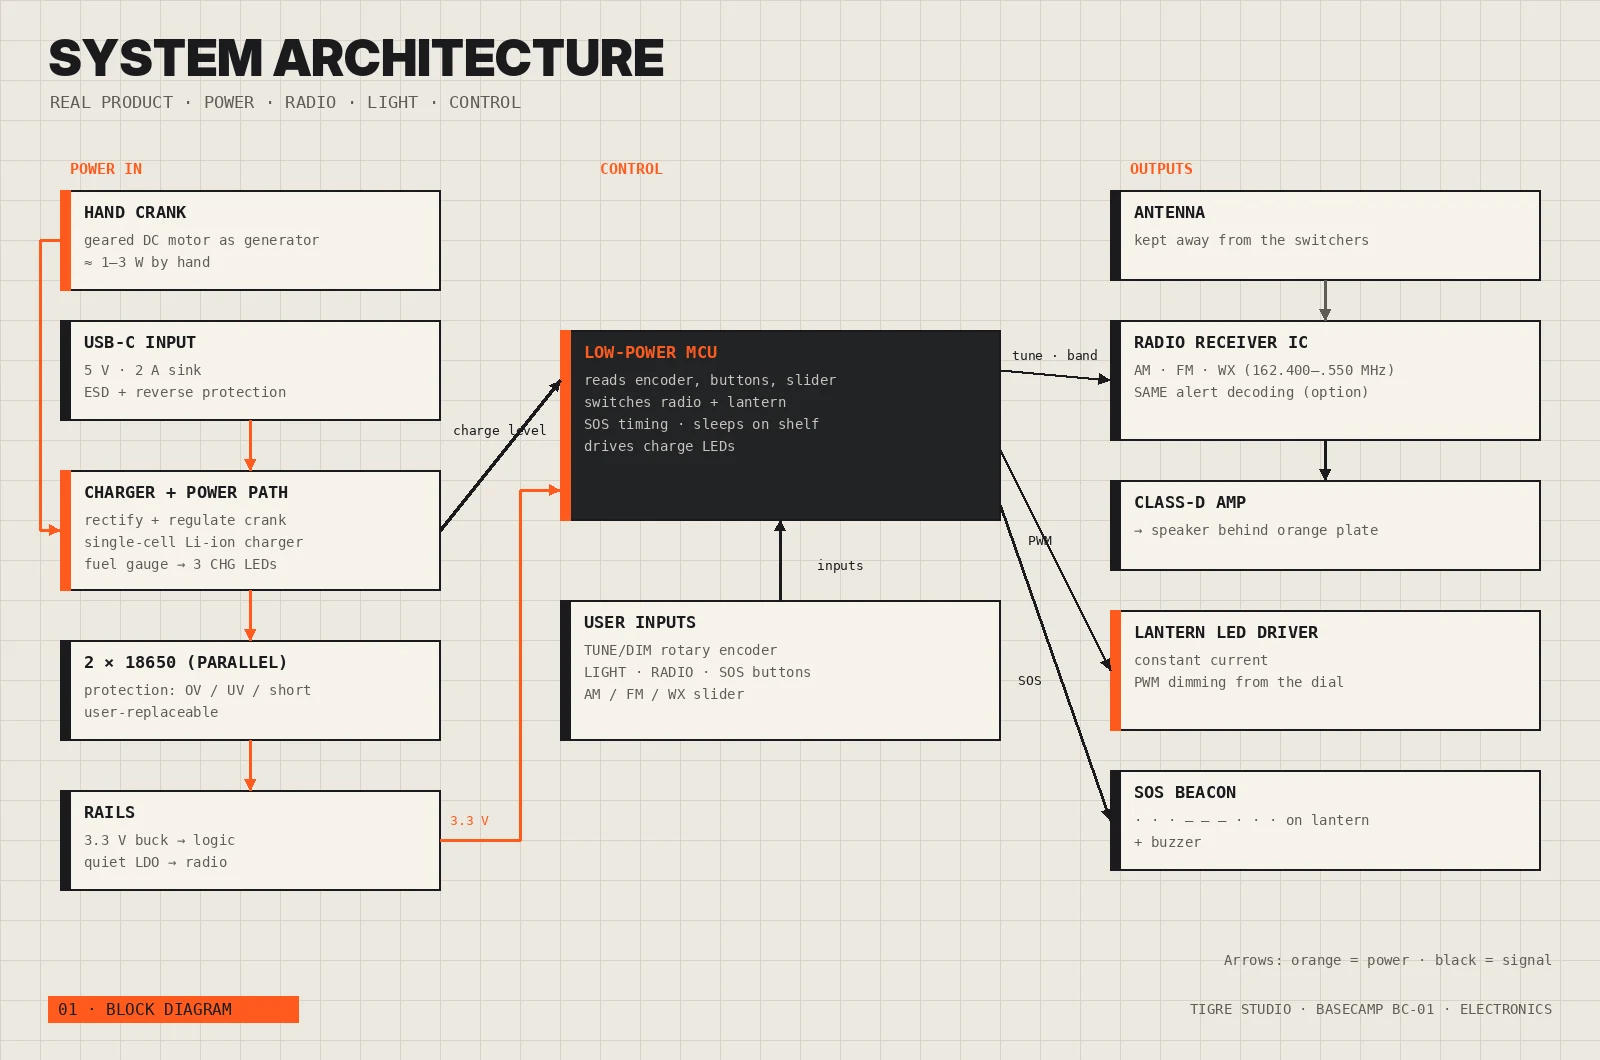 SYSTEM ARCHITECTURE
REAL PRODUCT · POWER · RADIO · LIGHT · CONTROL
POWER IN
HAND CRANK
geared DC motor as generator
≈ 1–3 W by hand
USB-C INPUT
5 V · 2 A sink
ESD + reverse protection
CHARGER + POWER PATH
rectify + regulate crank
single-cell Li-ion charger
fuel gauge → 3 CHG LEDs
2 × 18650 (PARALLEL)
protection: OV / UV / short
user-replaceable
RAILS
3.3 V buck → logic
quiet LDO → radio
charge level
3.3 V
CONTROL
LOW-POWER MCU
reads encoder, buttons, slider
switches radio + lantern
SOS timing · sleeps on shelf
drives charge LEDs
inputs
USER INPUTS
TUNE/DIM rotary encoder
LIGHT · RADIO · SOS buttons
AM / FM / WX slider
tune · band
PWM
SOS
OUTPUTS
ANTENNA
kept away from the switchers
RADIO RECEIVER IC
AM · FM · WX (162.400–.550 MHz)
SAME alert decoding (option)
CLASS-D AMP
→ speaker behind orange plate
LANTERN LED DRIVER
constant current
PWM dimming from the dial
SOS BEACON
· · · – – – · · · on lantern
+ buzzer
Arrows: orange = power · black = signal
01 · BLOCK DIAGRAM
TIGRE STUDIO · BASECAMP BC-01 · ELECTRONICS